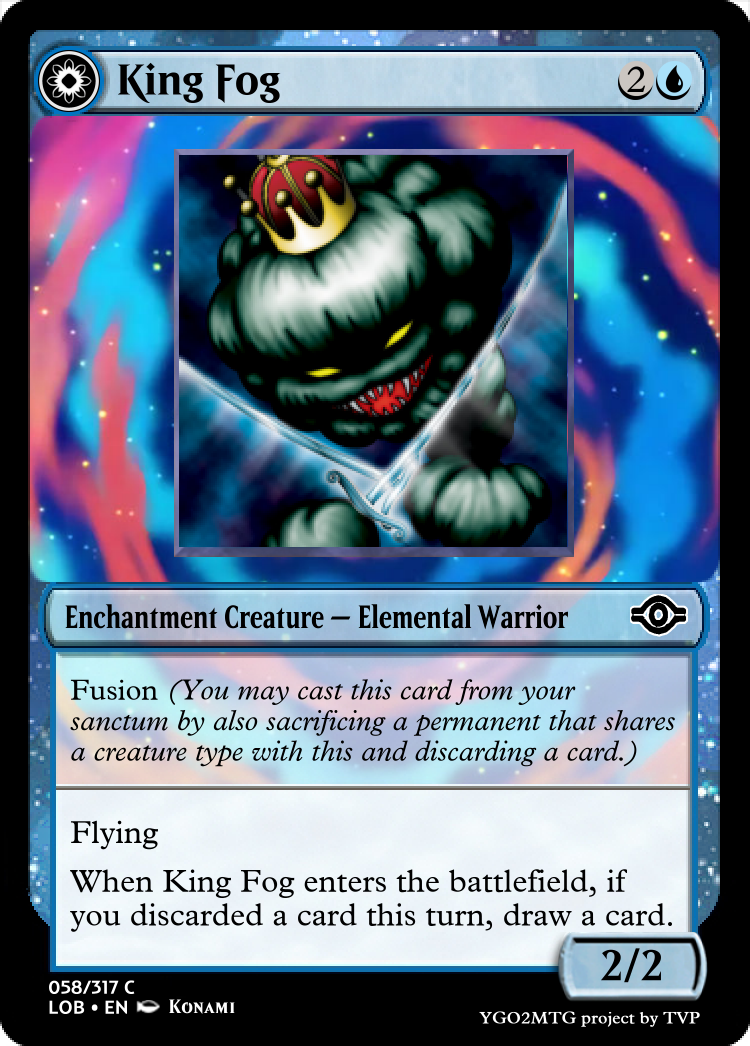 King Fog 2
Enchantment Creature — Elemental Warrior
Fusion (You may cast this card from your
sanctum by also sacrificing a permanent that shares
a creature type with this and discarding a card.)
Flying
When King Fog enters the battlefield, if
you discarded a card this turn, draw a card.
2/2
058/317 C
LOB • EN KONAMI
YGO2MTG project by TVP